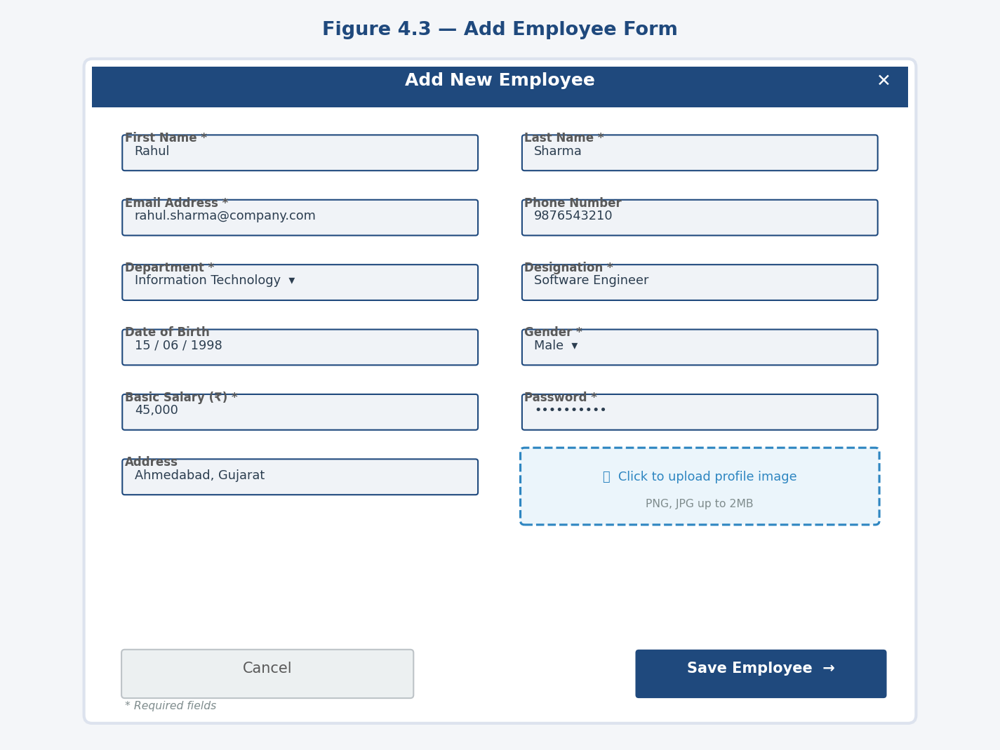 Figure 4.3 — Add Employee Form
Add New Employee ✕
First Name *
Rahul
Last Name *
Sharma
Email Address *
rahul.sharma@company.com
Phone Number
9876543210
Department *
Information Technology ▾
Designation *
Software Engineer
Date of Birth
15 / 06 / 1998
Gender *
Male ▾
Basic Salary (₹) *
45,000
Password *
••••••••••
Address
Ahmedabad, Gujarat
Click to upload profile image
PNG, JPG up to 2MB
Cancel
Save Employee →
* Required fields